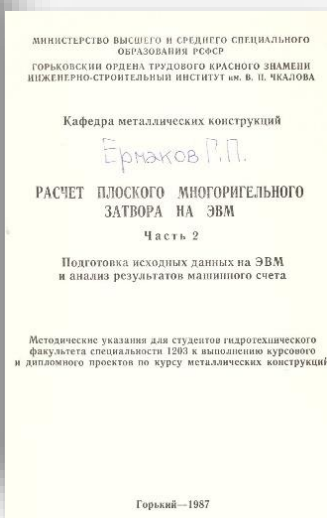 МИНИСТЕРСТВО ВЫСШЕГО И СРЕДНЕГО СПЕЦИАЛЬНОГО
ОБРАЗОВАНИЯ РСФСР
ГОРЬКОВСКИЙ ОРДЕНА ТРУДОВОГО КРАСНОГО ЗНАМЕНИ
ИНЖЕНЕРНО-СТРОИТЕЛЬНЫЙ ИНСТИТУТ им. В. П. ЧКАЛОВА
Кафедра металлических конструкций
Ермаков Г.П.
РАСЧЕТ ПЛОСКОГО МНОГОРИГЕЛЬНОГО
ЗАТВОРА НА ЭВМ
Часть 2
Подготовка исходных данных на ЭВМ
и анализ результатов машинного счета
Методические указания для студентов гидротехнического
факультета специальности 1203 к выполнению курсового
и дипломного проектов по курсу металлических конструкций
Горький—1987